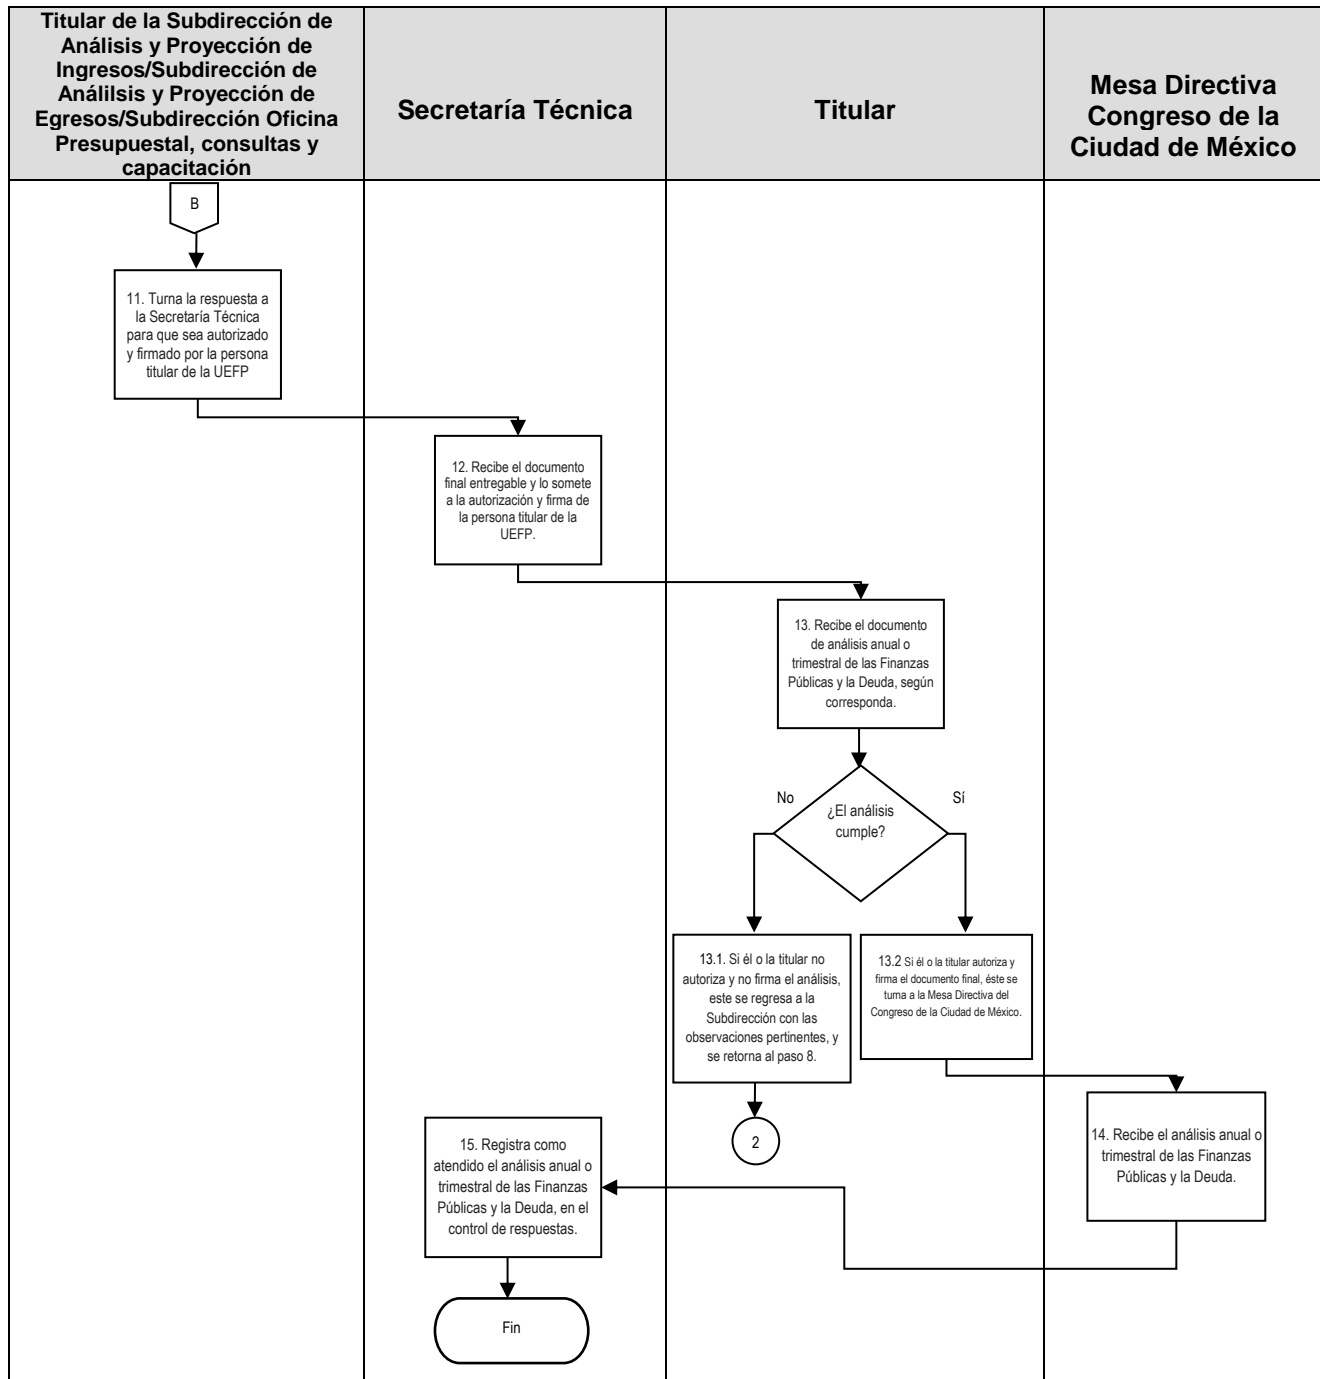 Titular de la Subdirección de
Análisis y Proyección de
Ingresos/Subdirección de
Análilsis y Proyección de
Egresos/Subdirección Oficina
Presupuestal, consultas y
capacitación
Secretaría Técnica
Titular
Mesa Directiva
Congreso de la
Ciudad de México
B
11. Turna la respuesta a
la Secretaría Técnica
para que sea autorizado
y firmado por la persona
titular de la UEFP
12. Recibe el documento
final entregable y lo somete
a la autorización y firma de
la persona titular de la
UEFP.
13. Recibe el documento
de análisis anual o
trimestral de las Finanzas
Públicas y la Deuda, según
corresponda.
No
Sí
¿El análisis
cumple?
13.1. Si él o la titular no
autoriza y no firma el análisis,
este se regresa a la
Subdirección con las
observaciones pertinentes, y
se retorna al paso 8.
13.2 Si él o la titular autoriza y
firma el documento final, éste se
turna a la Mesa Directiva del
Congreso de la Ciudad de México.
2
14. Recibe el análisis anual o
trimestral de las Finanzas
Públicas y la Deuda.
15. Registra como
atendido el análisis anual o
trimestral de las Finanzas
Públicas y la Deuda, en el
control de respuestas.
Fin